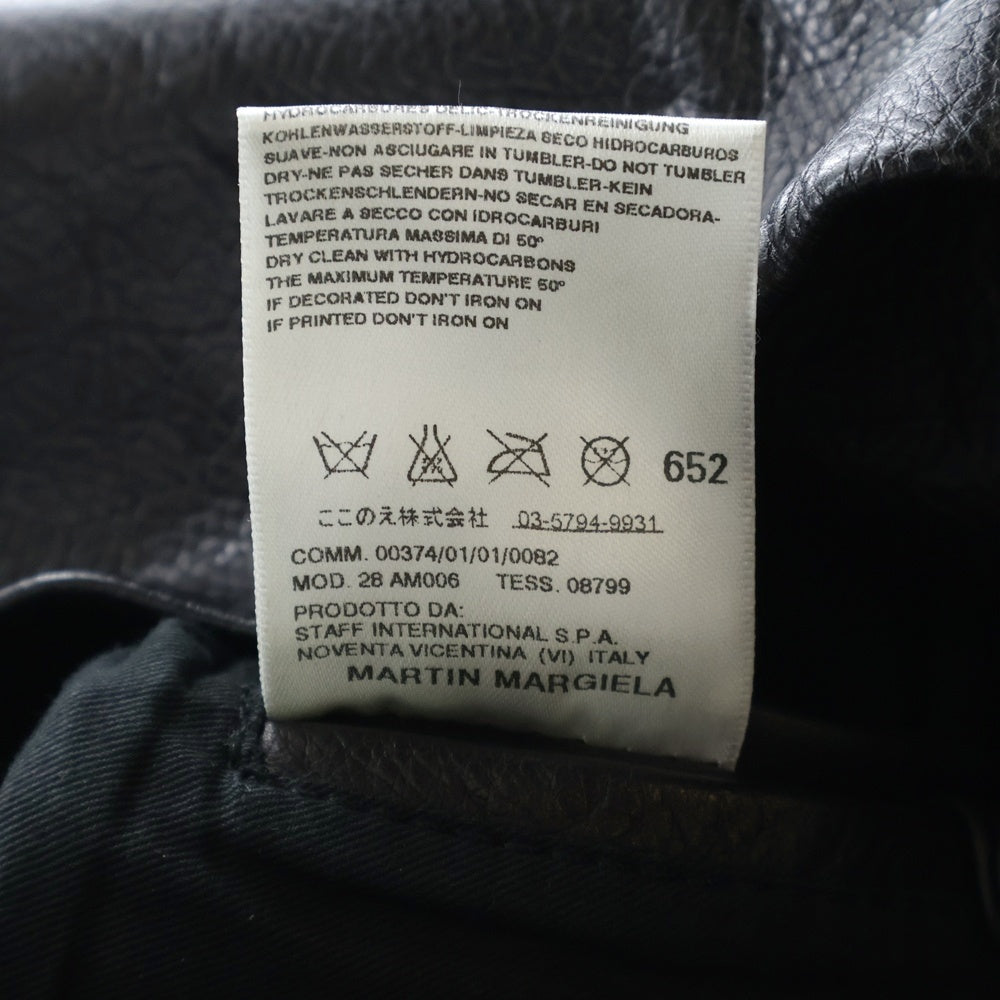 HYDROCARBURES DELIC-TROCKENREINIGUNG
KOHLENWASSERSTOFF-LIMPIEZA SECO HIDROCARBUROS
SUAVE-NON ASCIUGARE IN TUMBLER-DO NOT TUMBLER
DRY-NE PAS SECHER DANS TUMBLER-KEIN
TROCKENSCHLENDERN-NO SECAR EN SECADORA-
LAVARE A SECCO CON IDROCARBURI
TEMPERATURA MASSIMA DI 50°
DRY CLEAN WITH HYDROCARBONS
THE MAXIMUM TEMPERATURE 50°
IF DECORATED DON'T IRON ON
IF PRINTED DON'T IRON ON
652
ここのえ株式会社 03-5794-9931
COMM. 00374/01/01/0082
MOD. 28 AM006 TESS. 08799
PRODOTTO DA:
STAFF INTERNATIONAL S.P.A.
NOVENTA VICENTINA (VI) ITALY
MARTIN MARGIELA